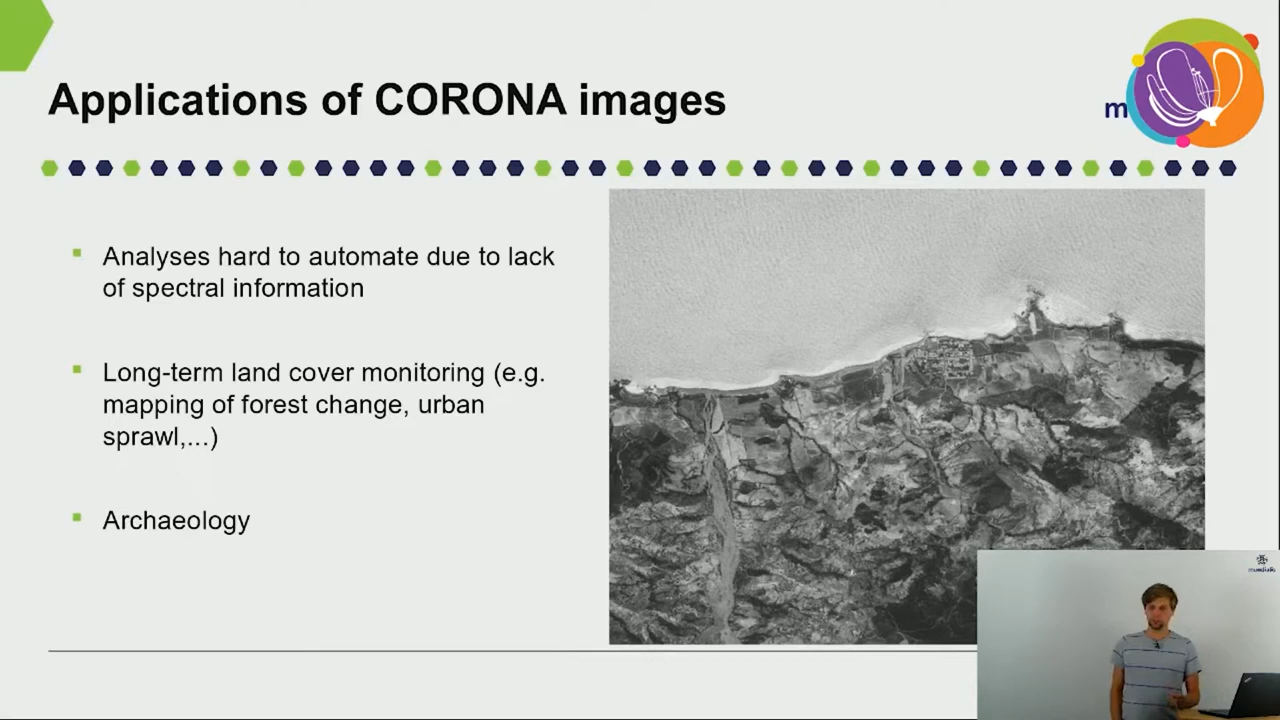 Applications of CORONA images
m
Analyses hard to automate due to lack
of spectral information
Long-term land cover monitoring (e.g.
mapping of forest change, urban
sprawl,...)
Archaeology
mundialis